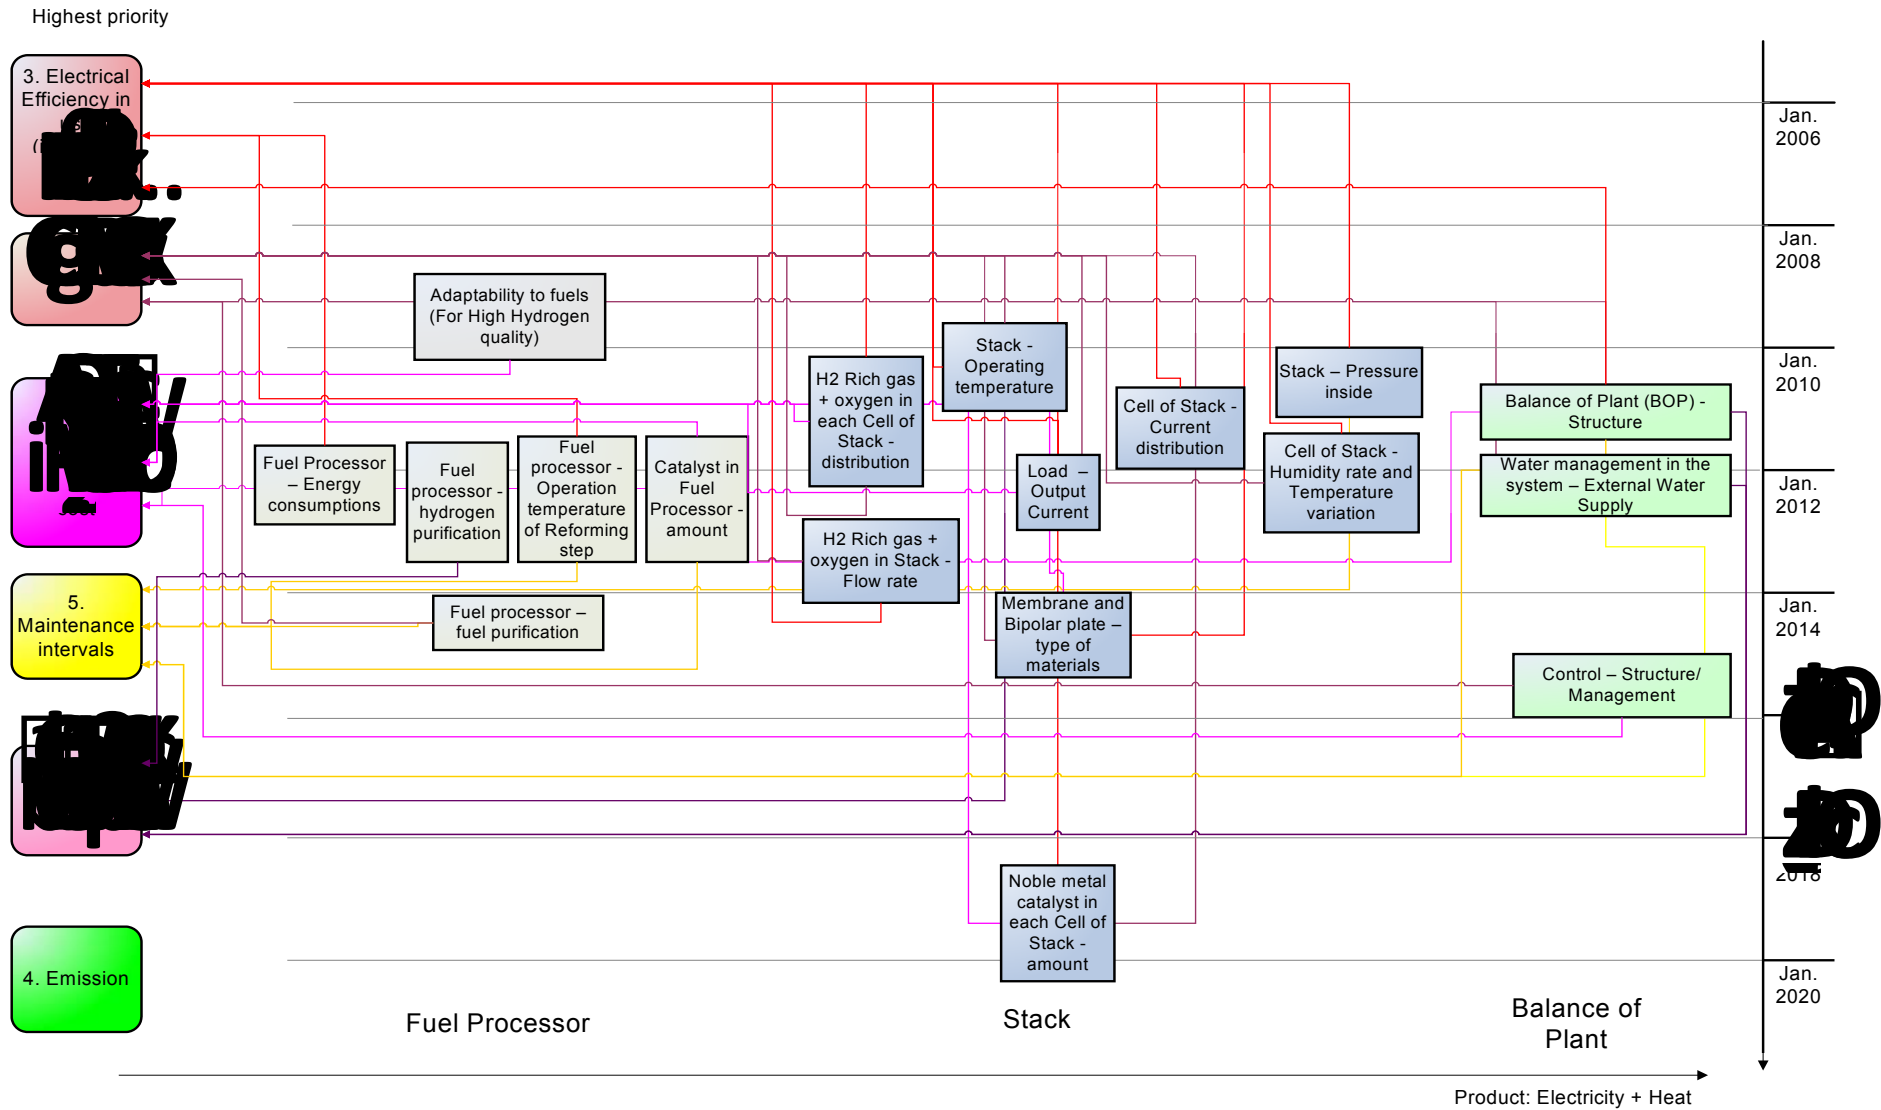 Highest priority
3. Electrical
Efficiency in
Jan.
2006
Jan.
2008
Adaptability to fuels
(For High Hydrogen
quality)
Stack -
Operating
temperature
Jan.
2010
H2 Rich gas
+ oxygen in
each Cell of
Stack -
distribution
Cell of Stack -
Current
distribution
Stack – Pressure
inside
Balance of Plant (BOP) -
Structure
Fuel Processor
– Energy
consumptions
Fuel
processor -
hydrogen
purification
Fuel
processor -
Operation
temperature
of Reforming
step
Catalyst in
Fuel
Processor -
amount
Load –
Output
Current
Cell of Stack -
Humidity rate and
Temperature
variation
Water management in the
system – External Water
Supply
Jan.
2012
H2 Rich gas +
oxygen in Stack -
Flow rate
5.
Maintenance
intervals
Fuel processor –
fuel purification
Membrane and
Bipolar plate –
type of
materials
Jan.
2014
Control – Structure/
Management
2018
Noble metal
catalyst in
each Cell of
Stack -
amount
4. Emission
Jan.
2020
Fuel Processor
Stack
Balance of
Plant
Product: Electricity + Heat